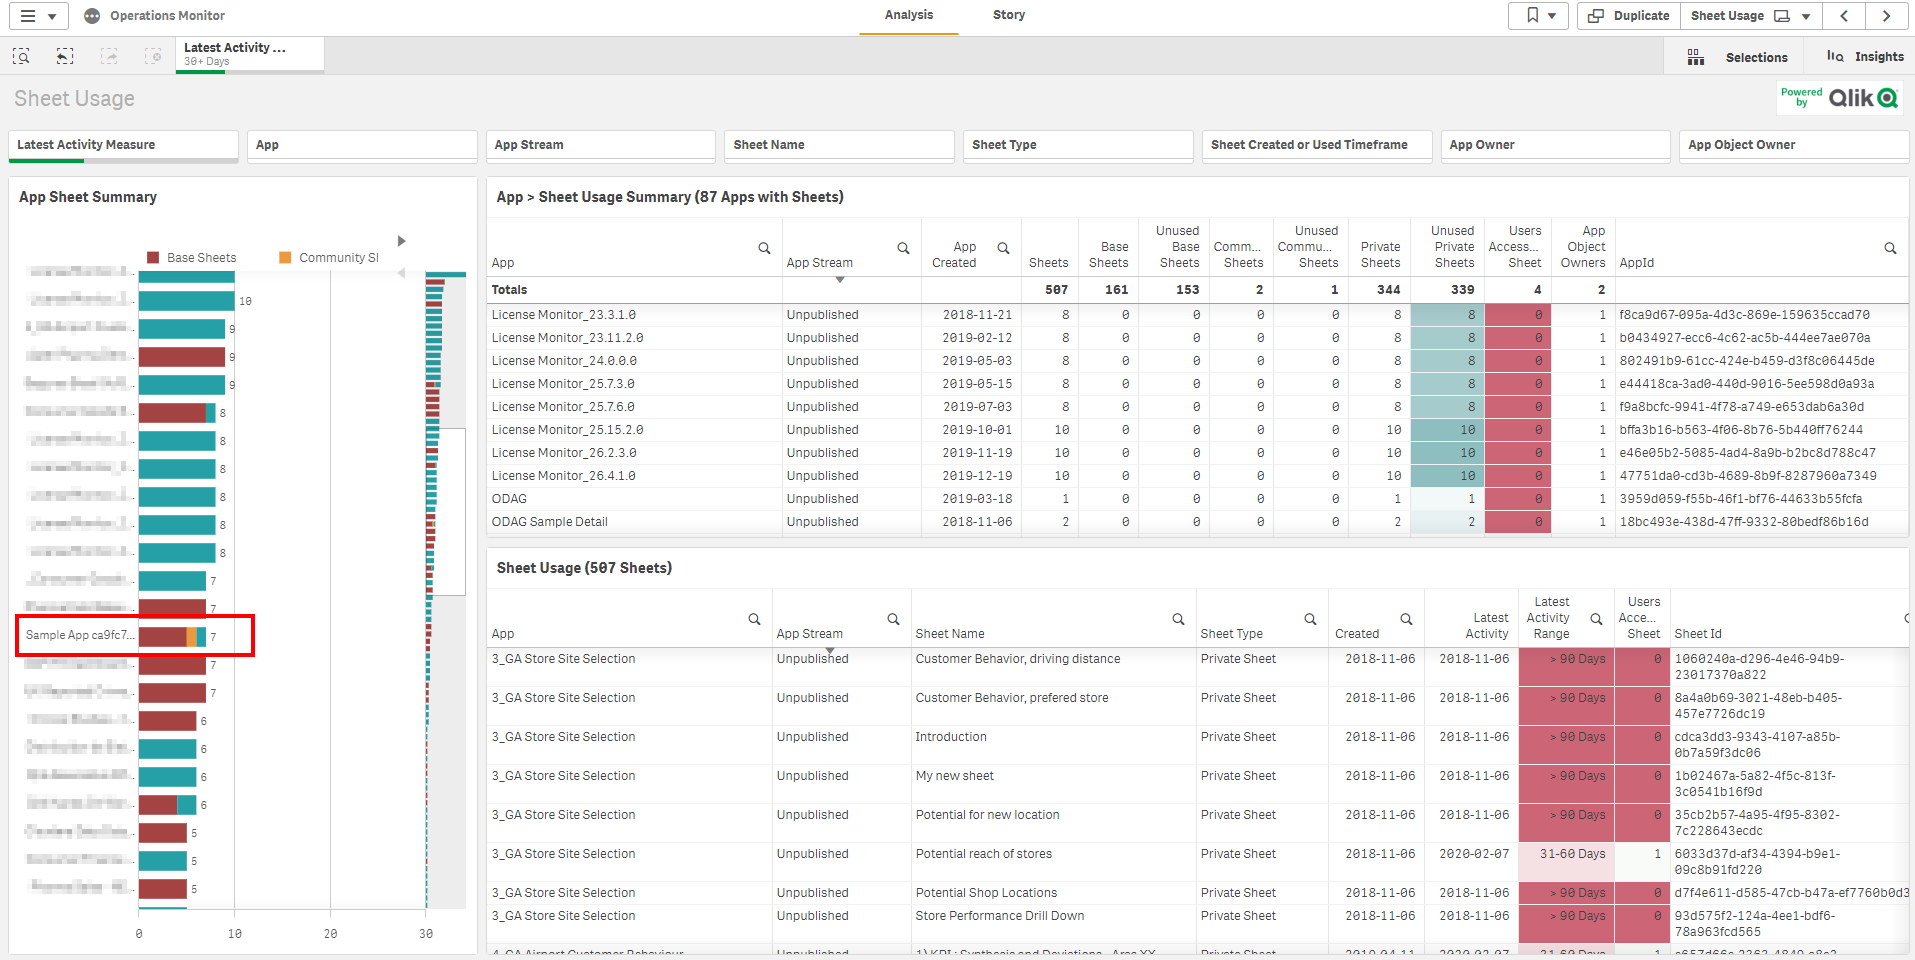 Operations Monitor
Analysis
Story
Duplicate
Sheet Usage
Latest Activity ...
30+ Days
Selections
Insights
Sheet Usage
Powered by Qlik
Latest Activity Measure
App
App Stream
Sheet Name
Sheet Type
Sheet Created or Used Timeframe
App Owner
App Object Owner
App Sheet Summary
Base Sheets
Community Sl
10
9
9
9
8
8
8
8
8
8
7
7
Sample App ca9fc7... 7
7
7
6
6
6
6
5
5
5
0 10 20 30
App > Sheet Usage Summary (87 Apps with Sheets)
App App Stream App Created Sheets Base Sheets Unused Base Sheets Comm... Sheets Unused Commu... Sheets Private Sheets Unused Private Sheets Users Access... Sheet App Object Owners AppId
Totals 507 161 153 2 1 344 339 4 2
License Monitor_23.3.1.0 Unpublished 2018-11-21 8 0 0 0 0 8 8 0 1 f8ca9d67-095a-4d3c-869e-159635ccad70
License Monitor_23.11.2.0 Unpublished 2019-02-12 8 0 0 0 0 8 8 0 1 b0434927-ecc6-4c62-ac5b-444ee7ae070a
License Monitor_24.0.0.0 Unpublished 2019-05-03 8 0 0 0 0 8 8 0 1 802491b9-61cc-424e-b459-d3f8c06445de
License Monitor_25.7.3.0 Unpublished 2019-05-15 8 0 0 0 0 8 8 0 1 e44418ca-3ad0-440d-9016-5ee598d0a93a
License Monitor_25.7.6.0 Unpublished 2019-07-03 8 0 0 0 0 8 8 0 1 f9a8bcfc-9941-4f78-a749-e653dab6a30d
License Monitor_25.15.2.0 Unpublished 2019-10-01 10 0 0 0 0 10 10 0 1 bffa3b16-b563-4f06-8b76-5b440ff76244
License Monitor_26.2.3.0 Unpublished 2019-11-19 10 0 0 0 0 10 10 0 1 e46e05b2-5085-4ad4-8a9b-b2bc8d788c47
License Monitor_26.4.1.0 Unpublished 2019-12-19 10 0 0 0 0 10 10 0 1 47751da0-cd3b-4689-8b9f-8287960a7349
ODAG Unpublished 2019-03-18 1 0 0 0 0 1 1 0 1 3959d059-f55b-46f1-bf76-44633b55fcfa
ODAG Sample Detail Unpublished 2018-11-06 2 0 0 0 0 2 2 0 1 18bc493e-438d-47ff-9332-80bedf86b16d
Sheet Usage (507 Sheets)
App App Stream Sheet Name Sheet Type Created Latest Activity Latest Activity Range Users Acce... Sheet Sheet Id
3_GA Store Site Selection Unpublished Customer Behavior, driving distance Private Sheet 2018-11-06 2018-11-06 > 90 Days 0 1060240a-d296-4e46-94b9-
23017370a822
3_GA Store Site Selection Unpublished Customer Behavior, prefered store Private Sheet 2018-11-06 2018-11-06 > 90 Days 0 8a4a0b69-3021-48eb-b405-
457e7726dc19
3_GA Store Site Selection Unpublished Introduction Private Sheet 2018-11-06 2018-11-06 > 90 Days 0 cdca3dd3-9343-4107-a85b-
0b7a59f3dc06
3_GA Store Site Selection Unpublished My new sheet Private Sheet 2018-11-06 2018-11-06 > 90 Days 0 1b02467a-5a82-4f5c-813f-
3c0541b16f9d
3_GA Store Site Selection Unpublished Potential for new location Private Sheet 2018-11-06 2018-11-06 > 90 Days 0 35cb2b57-4a95-4f95-8302-
7c228643ecdc
3_GA Store Site Selection Unpublished Potential reach of stores Private Sheet 2018-11-06 2020-02-07 31-60 Days 1 6033d37d-af34-4394-b9e1-
09c8b91fd220
3_GA Store Site Selection Unpublished Potential Shop Locations Private Sheet 2018-11-06 2018-11-06 > 90 Days 0 d7f4e611-d585-47cb-b47a-ef7760b0d3
3_GA Store Site Selection Unpublished Store Performance Drill Down Private Sheet 2018-11-06 2018-11-06 > 90 Days 0 93d575f2-124a-4ee1-bdf6-
78a963fcd565